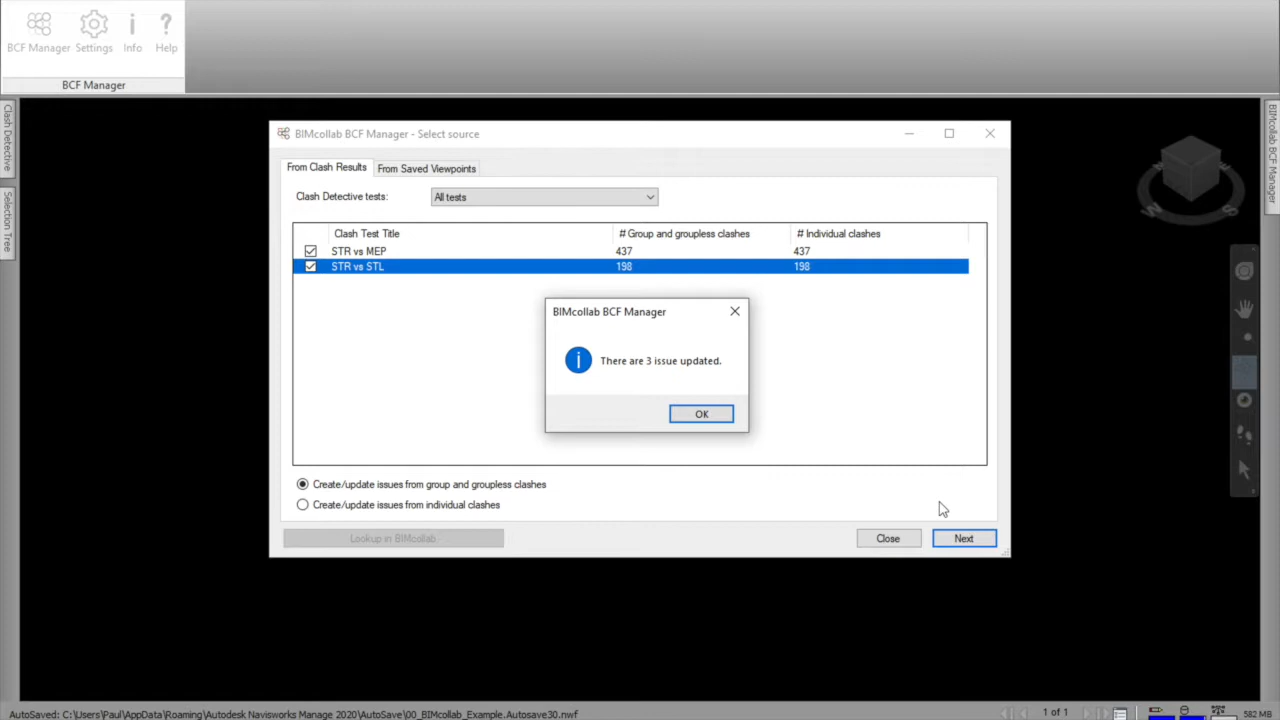 BCF Manager Settings Info Help
BCF Manager
Clash Detective
Selection Tree
BIMcollab BCF Manager
BIMcollab BCF Manager - Select source
From Clash Results From Saved Viewpoints
Clash Detective tests: All tests
Clash Test Title # Group and groupless clashes # Individual clashes
STR vs MEP 437 437
STR vs STL 198 198
BIMcollab BCF Manager
There are 3 issue updated.
OK
Create/update issues from group and groupless clashes
Create/update issues from individual clashes
Lookup in BIMcollab Close Next
W S
1 of 1
AutoSaved: C:\Users\Paul\AppData\Roaming\Autodesk Navisworks Manage 2020\AutoSave\00_BIMcollab_Example.Autosave30.nwf
582 MB